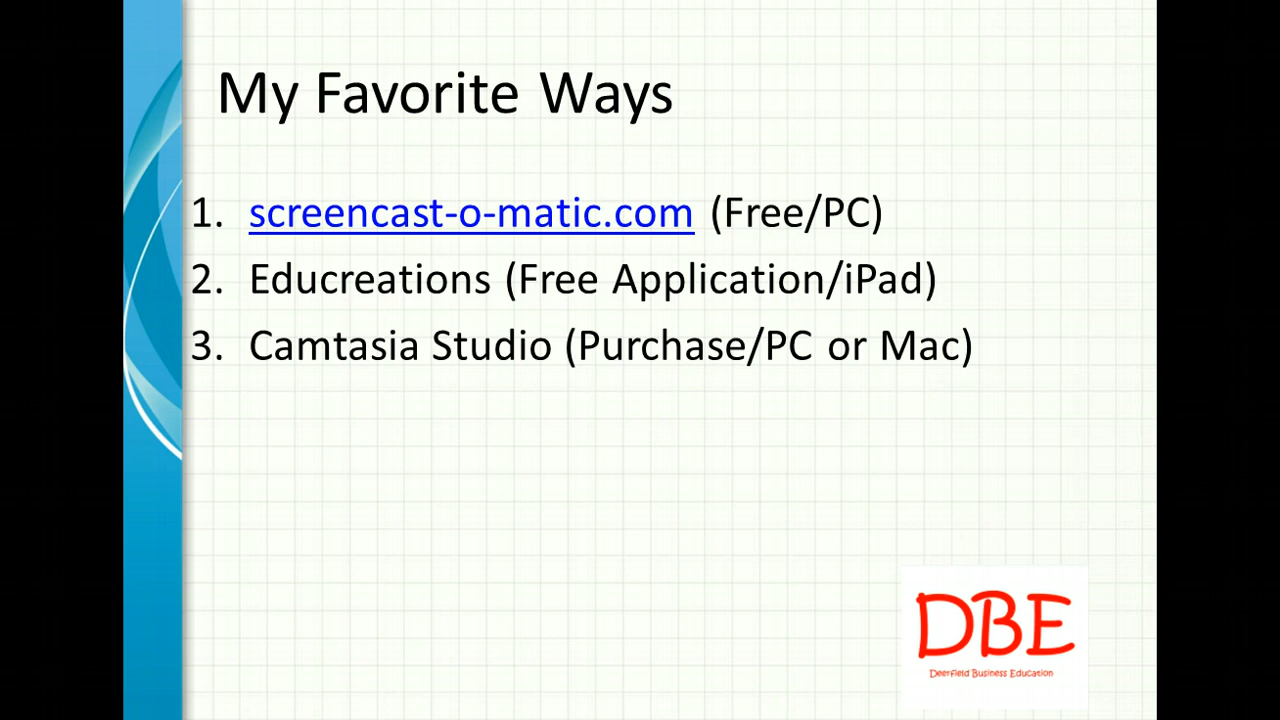 My Favorite Ways
1. screencast-o-matic.com (Free/PC)
2. Educreations (Free Application/iPad)
3. Camtasia Studio (Purchase/PC or Mac)
DBE
Deerfield Business Education